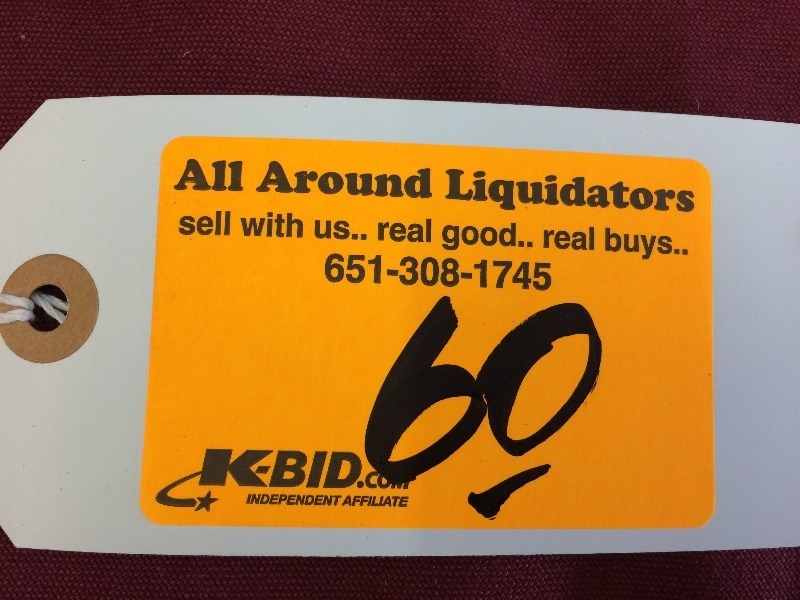 All Around Liquidators
sell with us.. real good.. real buys..
651-308-1745
60
K-BID.COM
INDEPENDENT AFFILIATE